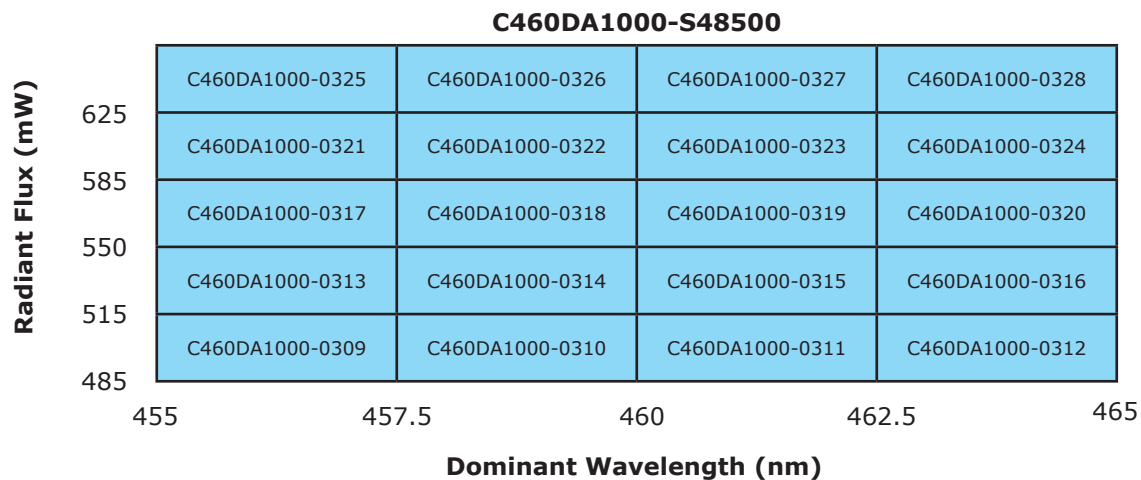 C460DA1000-S48500
Radiant Flux (mW)
C460DA1000-0325 C460DA1000-0326 C460DA1000-0327 C460DA1000-0328
625
C460DA1000-0321 C460DA1000-0322 C460DA1000-0323 C460DA1000-0324
585
C460DA1000-0317 C460DA1000-0318 C460DA1000-0319 C460DA1000-0320
550
C460DA1000-0313 C460DA1000-0314 C460DA1000-0315 C460DA1000-0316
515
C460DA1000-0309 C460DA1000-0310 C460DA1000-0311 C460DA1000-0312
485
455 457.5 460 462.5 465
Dominant Wavelength (nm)